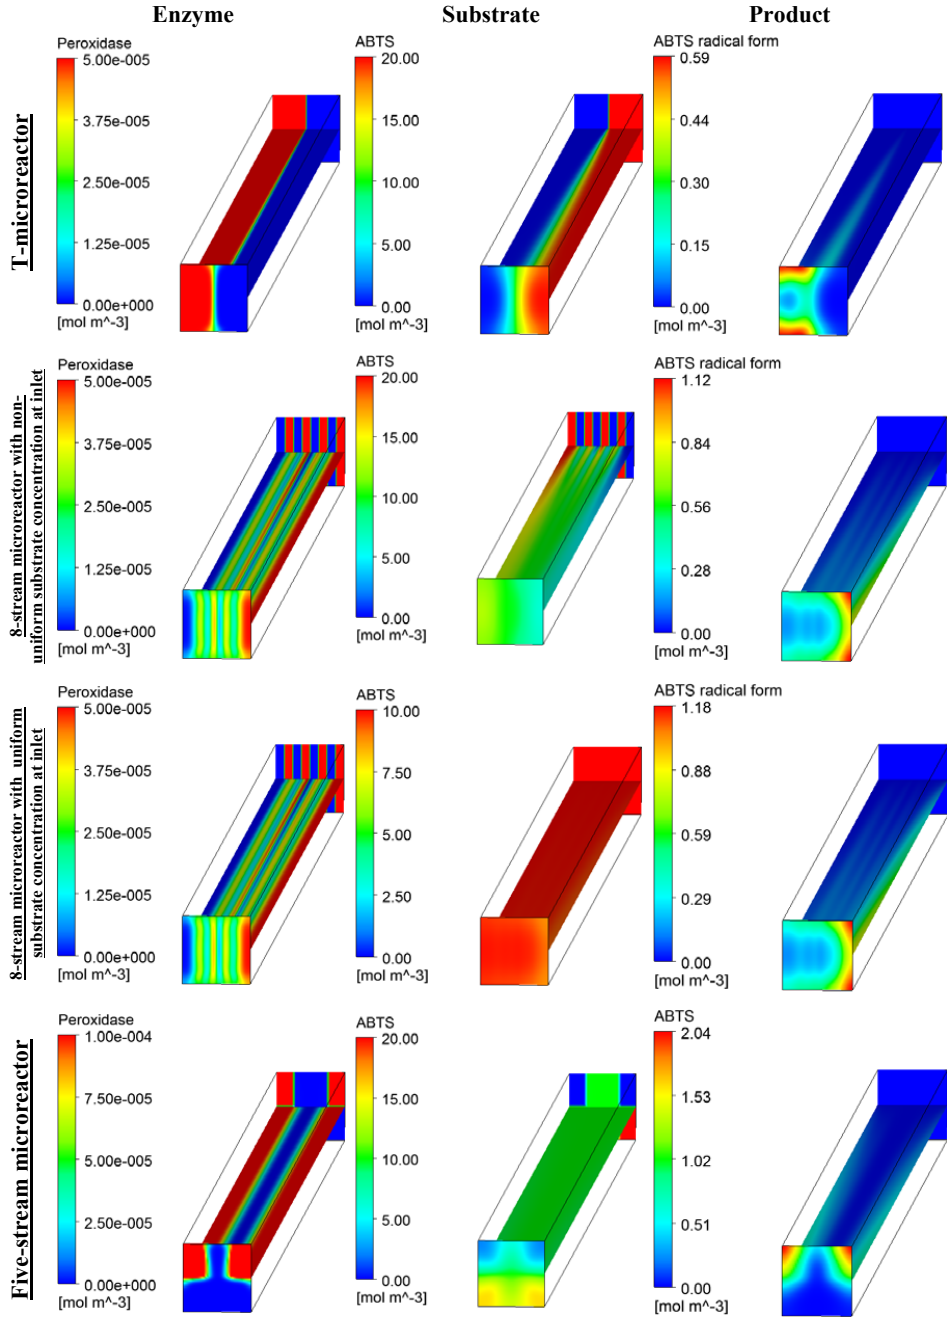 Enzyme
Substrate
Product
T-microreactor
Peroxidase
5.00e-005
3.75e-005
2.50e-005
1.25e-005
0.00e+000
[mol m^-3]
ABTS
20.00
15.00
10.00
5.00
0.00
[mol m^-3]
ABTS radical form
0.59
0.44
0.30
0.15
0.00
[mol m^-3]
8-stream microreactor with non-
uniform substrate concentration at inlet
Peroxidase
5.00e-005
3.75e-005
2.50e-005
1.25e-005
0.00e+000
[mol m^-3]
ABTS
20.00
15.00
10.00
5.00
0.00
[mol m^-3]
ABTS radical form
1.12
0.84
0.56
0.28
0.00
[mol m^-3]
8-stream microreactor with uniform
substrate concentration at inlet
Peroxidase
5.00e-005
3.75e-005
2.50e-005
1.25e-005
0.00e+000
[mol m^-3]
ABTS
10.00
7.50
5.00
2.50
0.00
[mol m^-3]
ABTS radical form
1.18
0.88
0.59
0.29
0.00
[mol m^-3]
Five-stream microreactor
Peroxidase
1.00e-004
7.50e-005
5.00e-005
2.50e-005
0.00e+000
[mol m^-3]
ABTS
20.00
15.00
10.00
5.00
0.00
[mol m^-3]
ABTS
2.04
1.53
1.02
0.51
0.00
[mol m^-3]